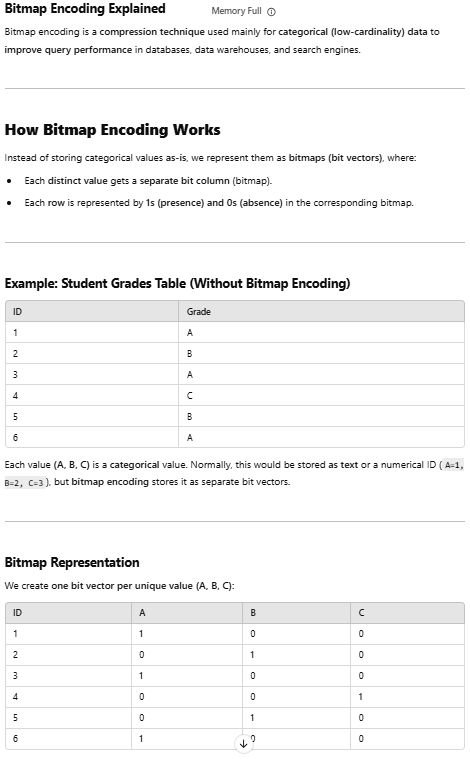 Bitmap Encoding Explained Memory Full
Bitmap encoding is a compression technique used mainly for categorical (low-cardinality) data to
improve query performance in databases, data warehouses, and search engines.
How Bitmap Encoding Works
Instead of storing categorical values as-is, we represent them as bitmaps (bit vectors), where:
• Each distinct value gets a separate bit column (bitmap).
• Each row is represented by 1s (presence) and 0s (absence) in the corresponding bitmap.
Example: Student Grades Table (Without Bitmap Encoding)
ID Grade
1 A
2 B
3 A
4 C
5 B
6 A
Each value (A, B, C) is a categorical value. Normally, this would be stored as text or a numerical ID ( A=1,
B=2, C=3 ), but bitmap encoding stores it as separate bit vectors.
Bitmap Representation
We create one bit vector per unique value (A, B, C):
ID A B C
1 1 0 0
2 0 1 0
3 1 0 0
4 0 0 1
5 0 1 0
6 1 0 0